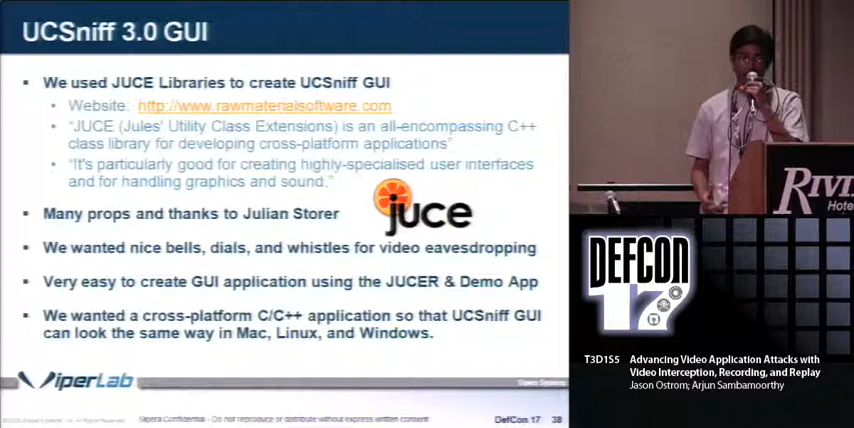 UCSniff 3.0 GUI
We used JUCE Libraries to create UCSniff GUI
Website: http://www.rawmaterialsoftware.com
"JUCE (Jules' Utility Class Extensions) is an all-encompassing C++
class library for developing cross-platform applications"
"It's particularly good for creating highly-specialised user interfaces
and for handling graphics and sound."
juce
Many props and thanks to Julian Storer
We wanted nice bells, dials, and whistles for video eavesdropping
Very easy to create GUI application using the JUCER & Demo App
We wanted a cross-platform C/C++ application so that UCSniff GUI
can look the same way in Mac, Linux, and Windows.
ViperLab
Sipera Systems
Sipera Confidential - Do not reproduce or distribute without express written consent
DefCon 17 38
RIVI
Hote
DEFCON
17
T3D1S5 Advancing Video Application Attacks with
Video Interception, Recording, and Replay
Jason Ostrom; Arjun Sambamoorthy